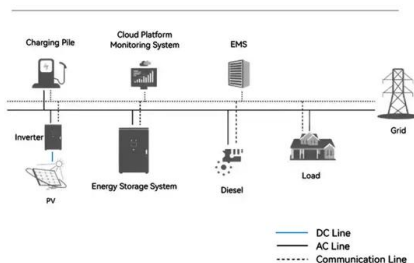 Charging Pile
Cloud Platform
Monitoring System
EMS
Grid
Inverter
PV
Energy Storage System
Diesel
Load
DC Line
AC Line
Communication Line